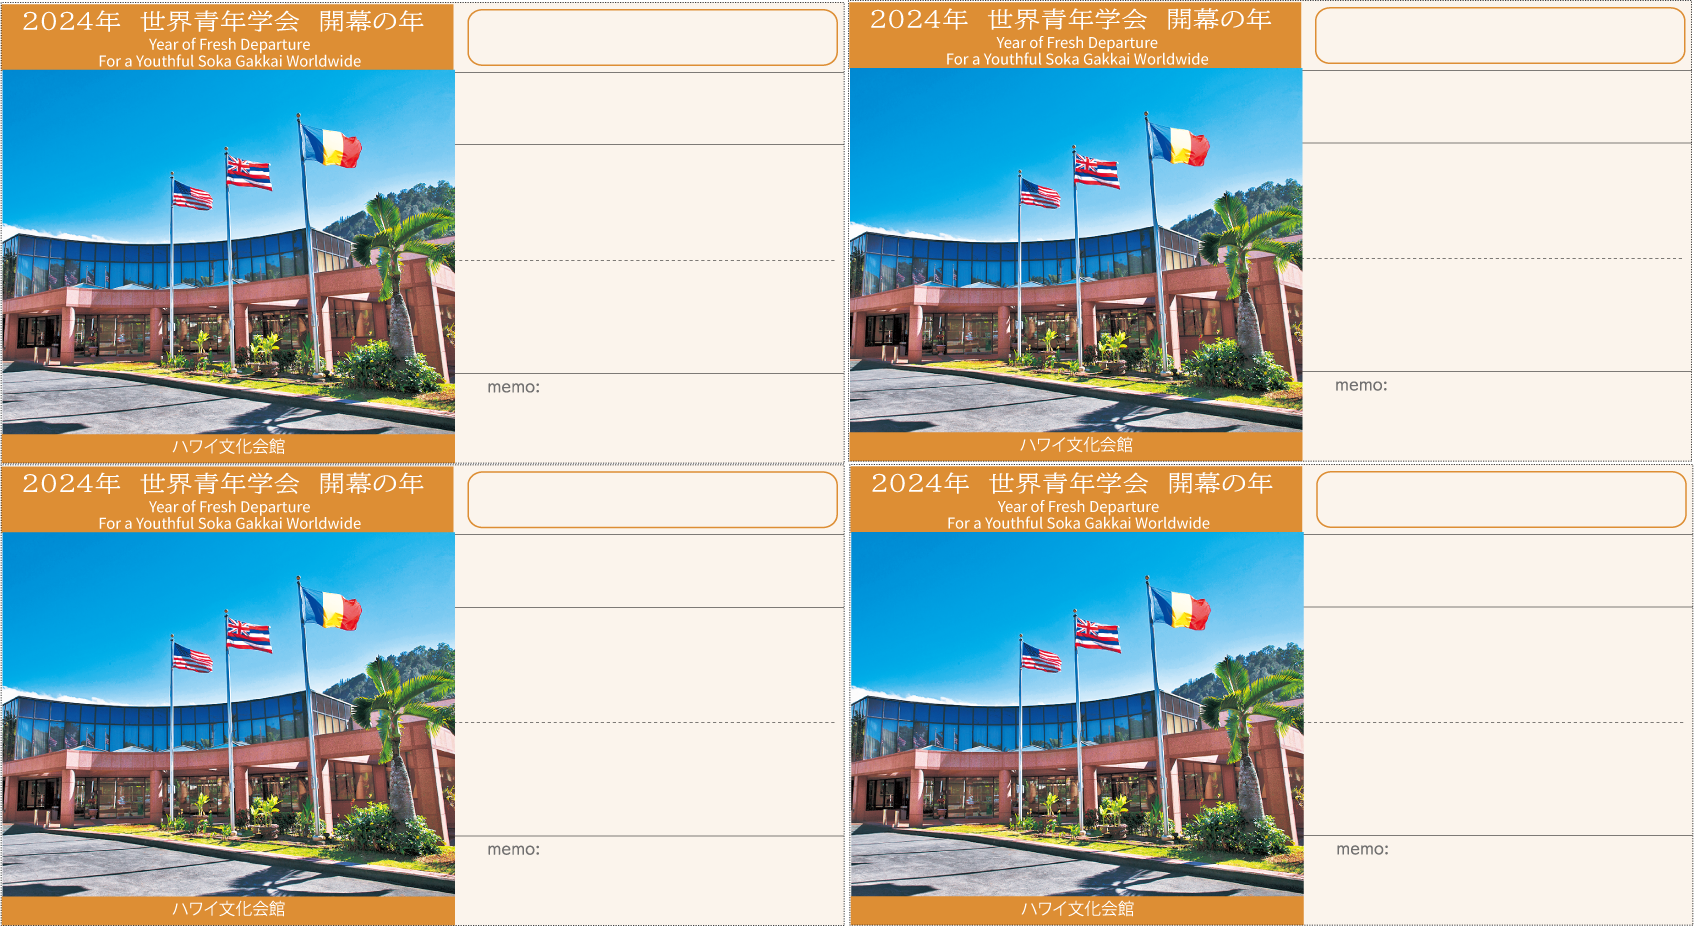 2024年 世界青年学会 開幕の年
Year of Fresh Departure
For a Youthful Soka Gakkai Worldwide
memo:
ハワイ文化会館
2024年 世界青年学会 開幕の年
Year of Fresh Departure
For a Youthful Soka Gakkai Worldwide
memo:
ハワイ文化会館
2024年 世界青年学会 開幕の年
Year of Fresh Departure
For a Youthful Soka Gakkai Worldwide
memo:
ハワイ文化会館
2024年 世界青年学会 開幕の年
Year of Fresh Departure
For a Youthful Soka Gakkai Worldwide
memo:
ハワイ文化会館